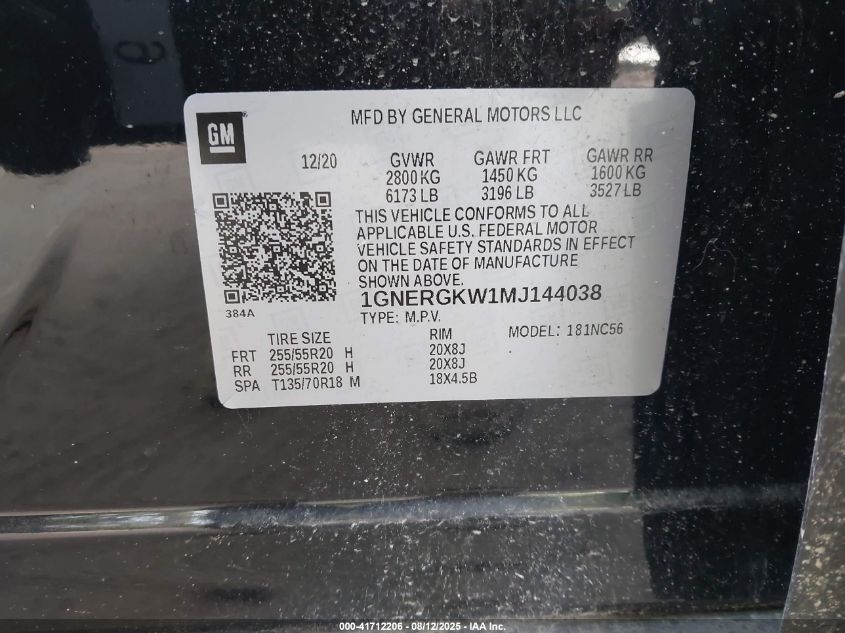 GM
MFD BY GENERAL MOTORS LLC
12/20 GVWR GAWR FRT GAWR RR
2800 KG 1450 KG 1600 KG
6173 LB 3196 LB 3527 LB
THIS VEHICLE CONFORMS TO ALL
APPLICABLE U.S. FEDERAL MOTOR
VEHICLE SAFETY STANDARDS IN EFFECT
ON THE DATE OF MANUFACTURE
SHOWN ABOVE.
384A
1GNERGKW1MJ144038
TYPE: M.P.V.
TIRE SIZE RIM MODEL: 181NC56
FRT 255/55R20 H 20X8J
RR 255/55R20 H 20X8J
SPA T135/70R18 M 18X4.5B
000-41712206 - 08/12/2025 - IAA Inc.